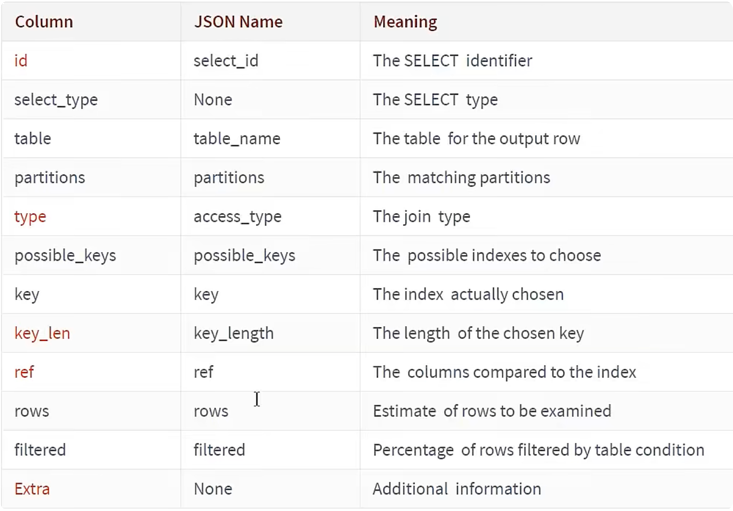 Column JSON Name Meaning
id select_id The SELECT identifier
select_type None The SELECT type
table table_name The table for the output row
partitions partitions The matching partitions
type access_type The join type
possible_keys possible_keys The possible indexes to choose
key key The index actually chosen
key_len key_length The length of the chosen key
ref ref The columns compared to the index
rows rows Estimate of rows to be examined
filtered filtered Percentage of rows filtered by table condition
Extra None Additional information